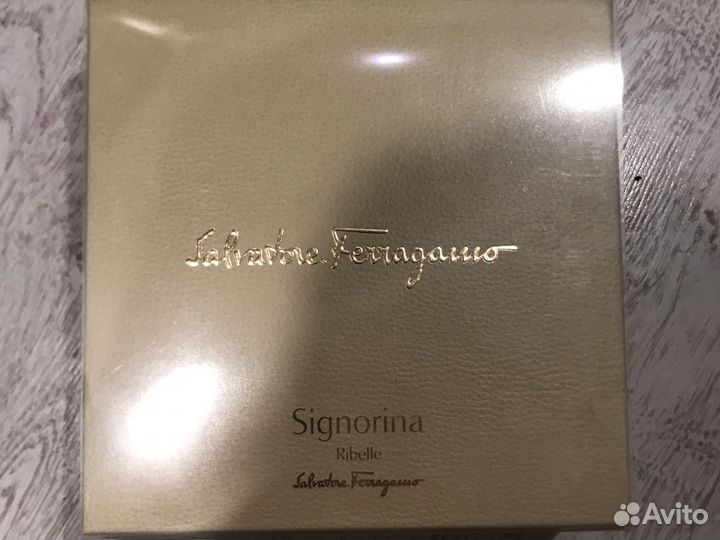 Salvatore Ferragamo
Signorina
Ribelle
Salvatore Ferragamo
Avito